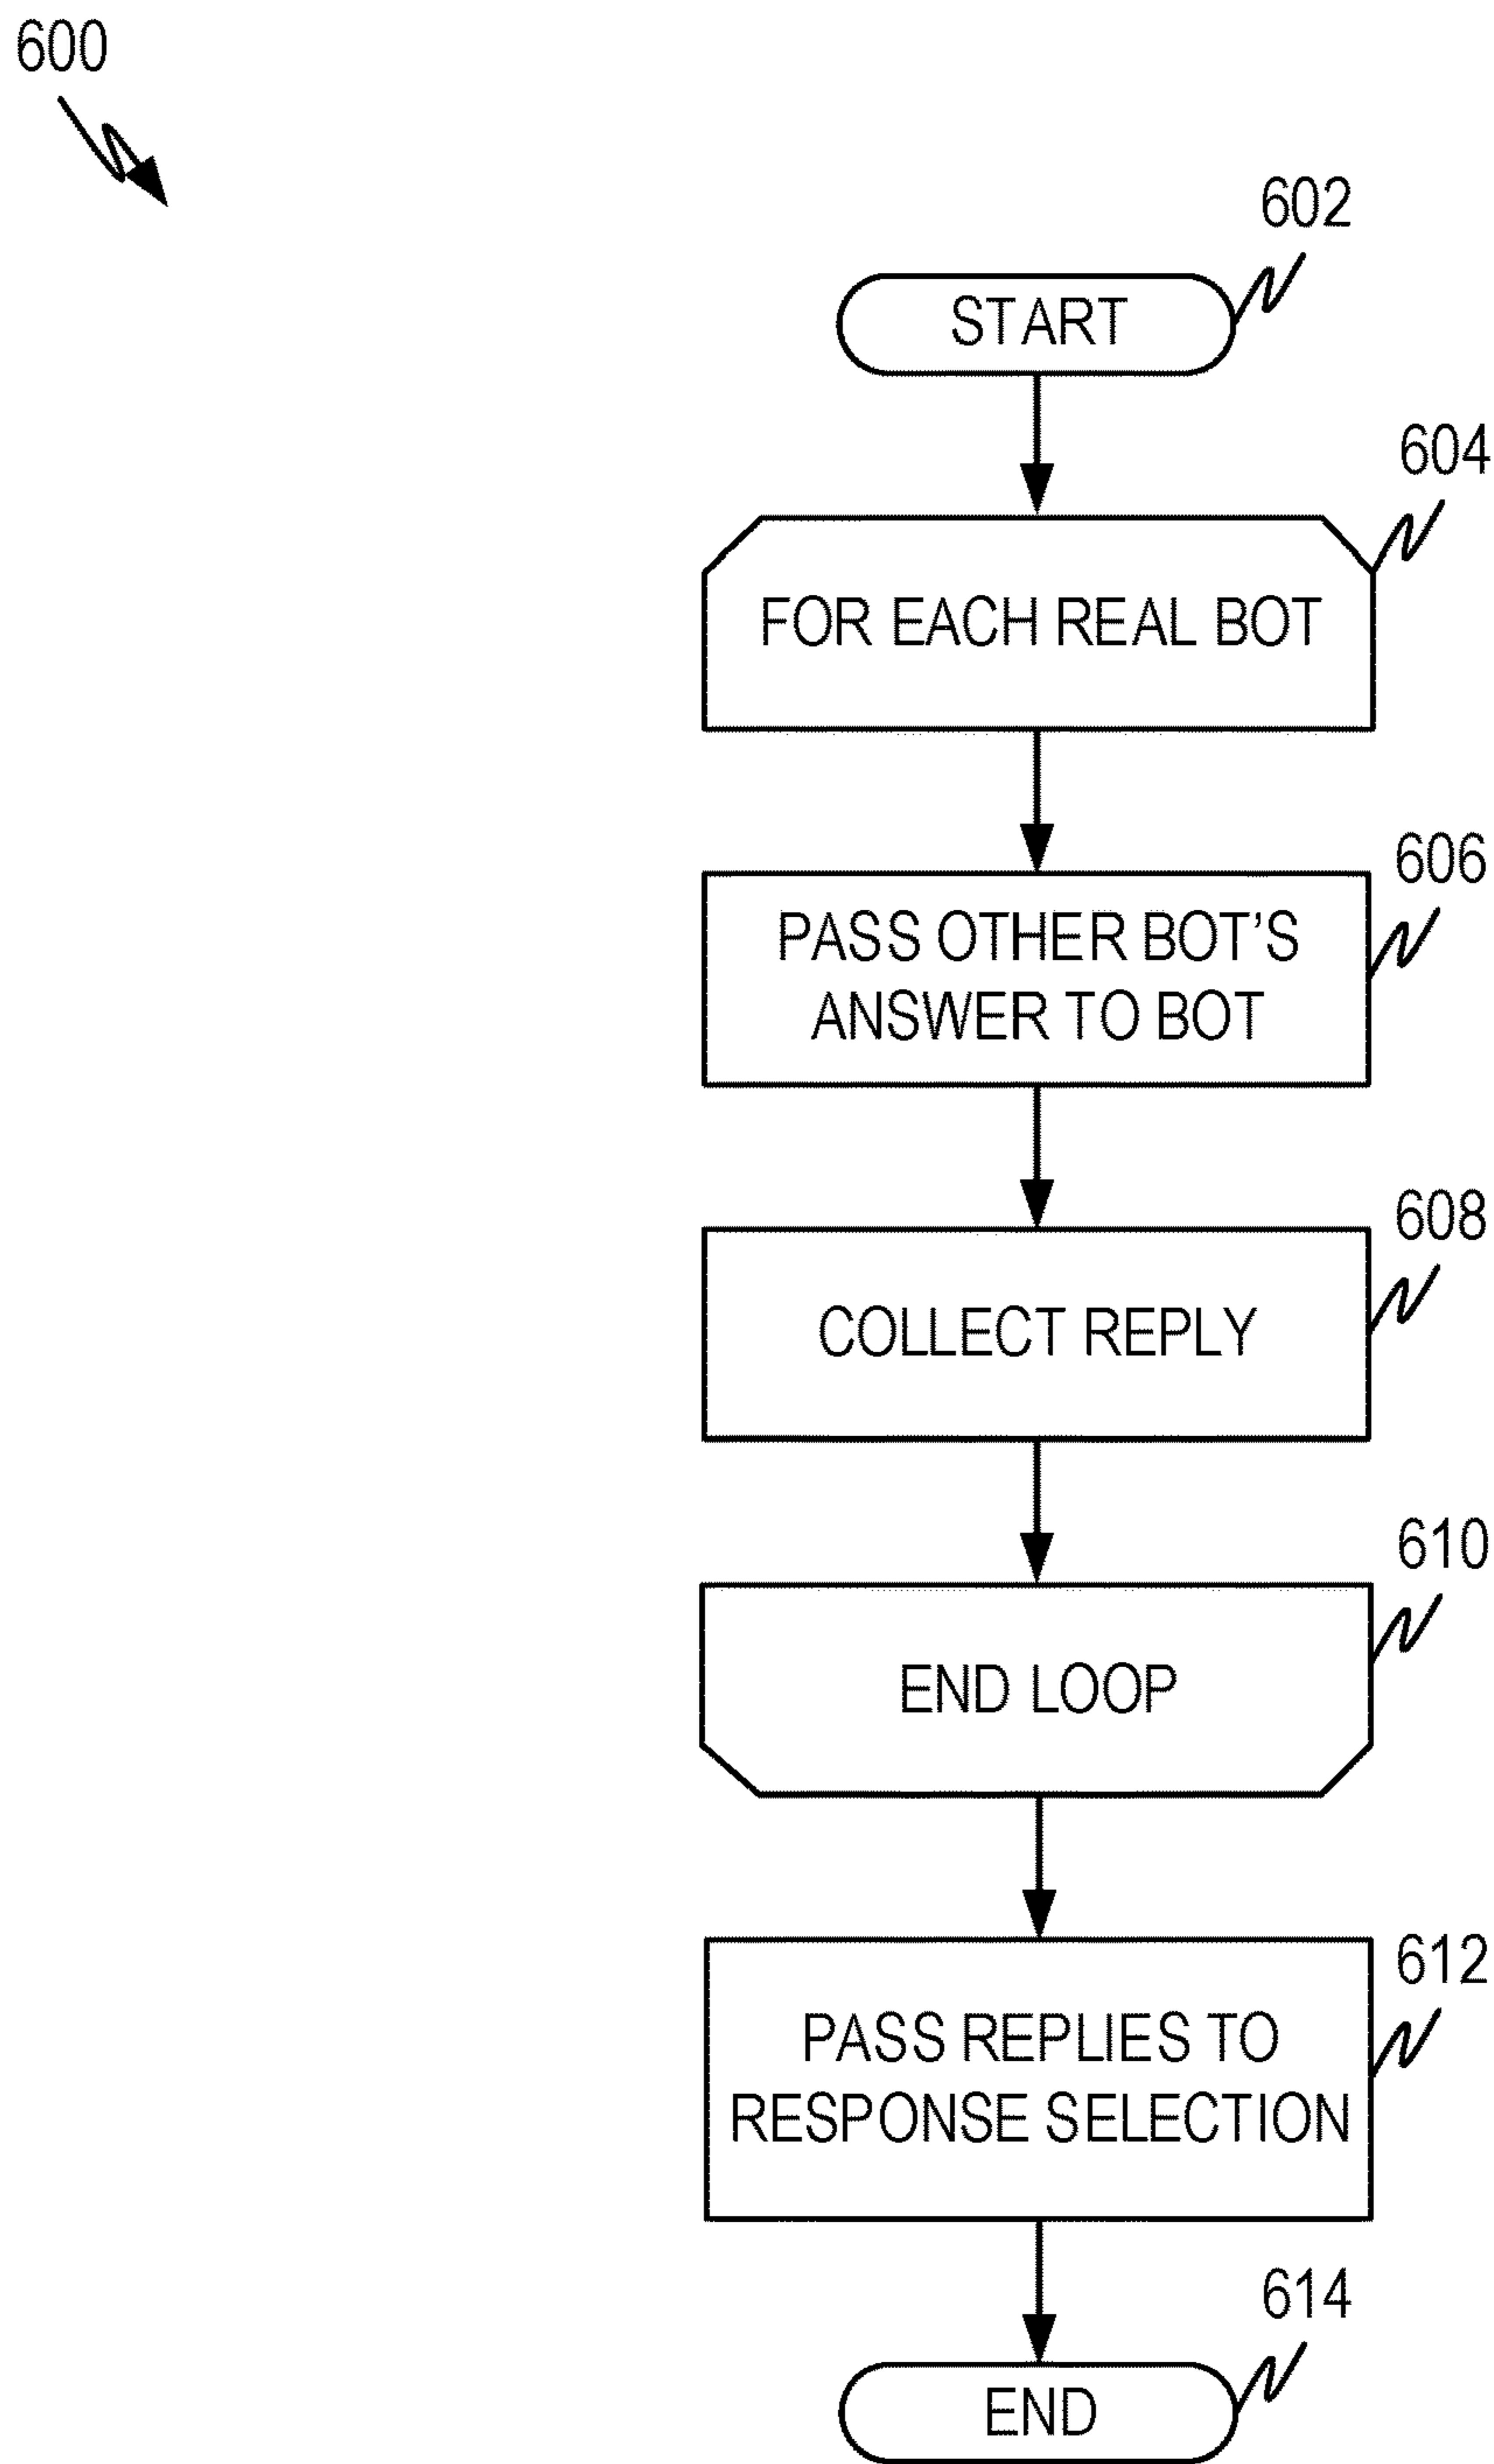 600
602
START
604
FOR EACH REAL BOT
606
PASS OTHER BOT’S
ANSWER TO BOT
608
COLLECT REPLY
610
END LOOP
612
PASS REPLIES TO
RESPONSE SELECTION
614
END